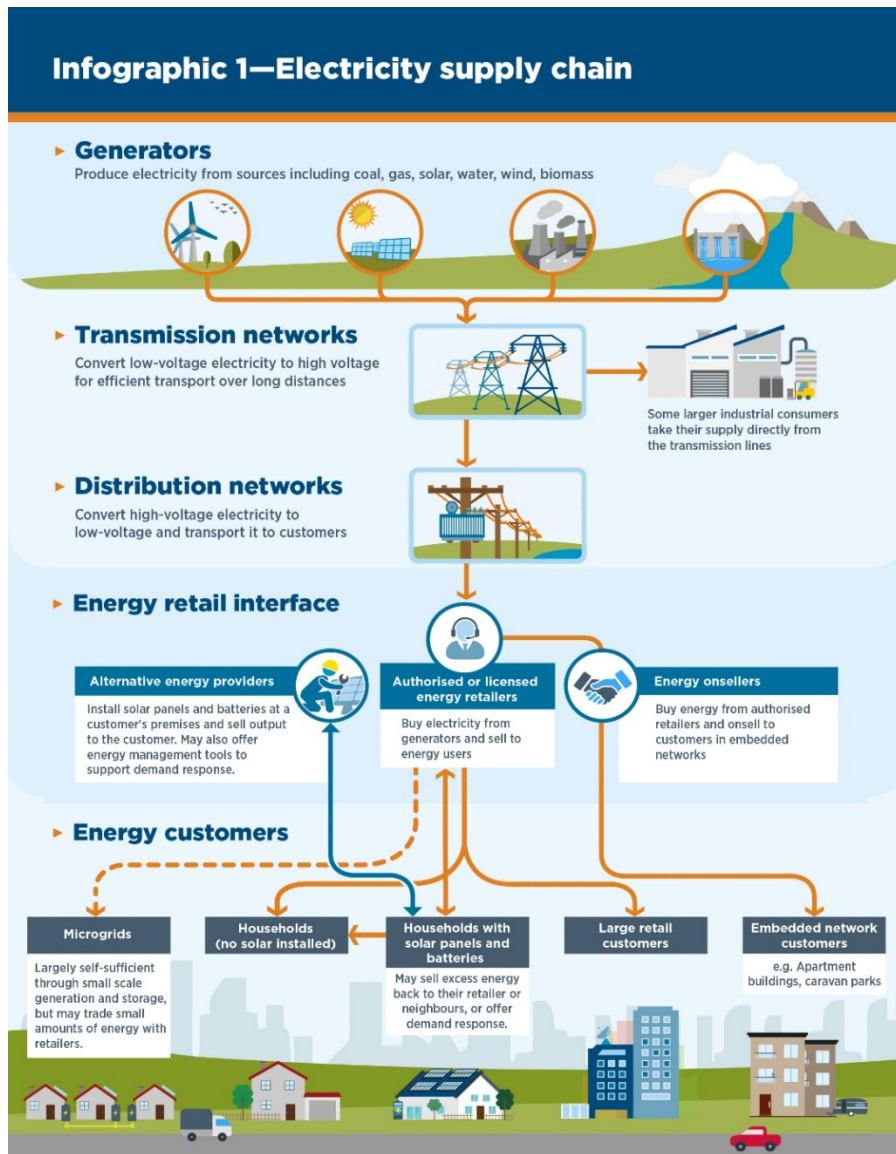 Infographic 1—Electricity supply chain
Generators
Produce electricity from sources including coal, gas, solar, water, wind, biomass
Transmission networks
Convert low-voltage electricity to high voltage
for efficient transport over long distances
Some larger industrial consumers
take their supply directly from
the transmission lines
Distribution networks
Convert high-voltage electricity to
low-voltage and transport it to customers
Energy retail interface
Alternative energy providers
Install solar panels and batteries at a
customer's premises and sell output
to the customer. May also offer
energy management tools to
support demand response.
Authorised or licensed
energy retailers
Buy electricity from
generators and sell to
energy users
Energy onsellers
Buy energy from authorised
retailers and onsell to
customers in embedded
networks
Energy customers
Microgrids
Largely self-sufficient
through small scale
generation and storage,
but may trade small
amounts of energy with
retailers.
Households
(no solar installed)
Households with
solar panels and
batteries
May sell excess energy
back to their retailer or
neighbours, or offer
demand response.
Large retail
customers
Embedded network
customers
e.g. Apartment
buildings, caravan parks